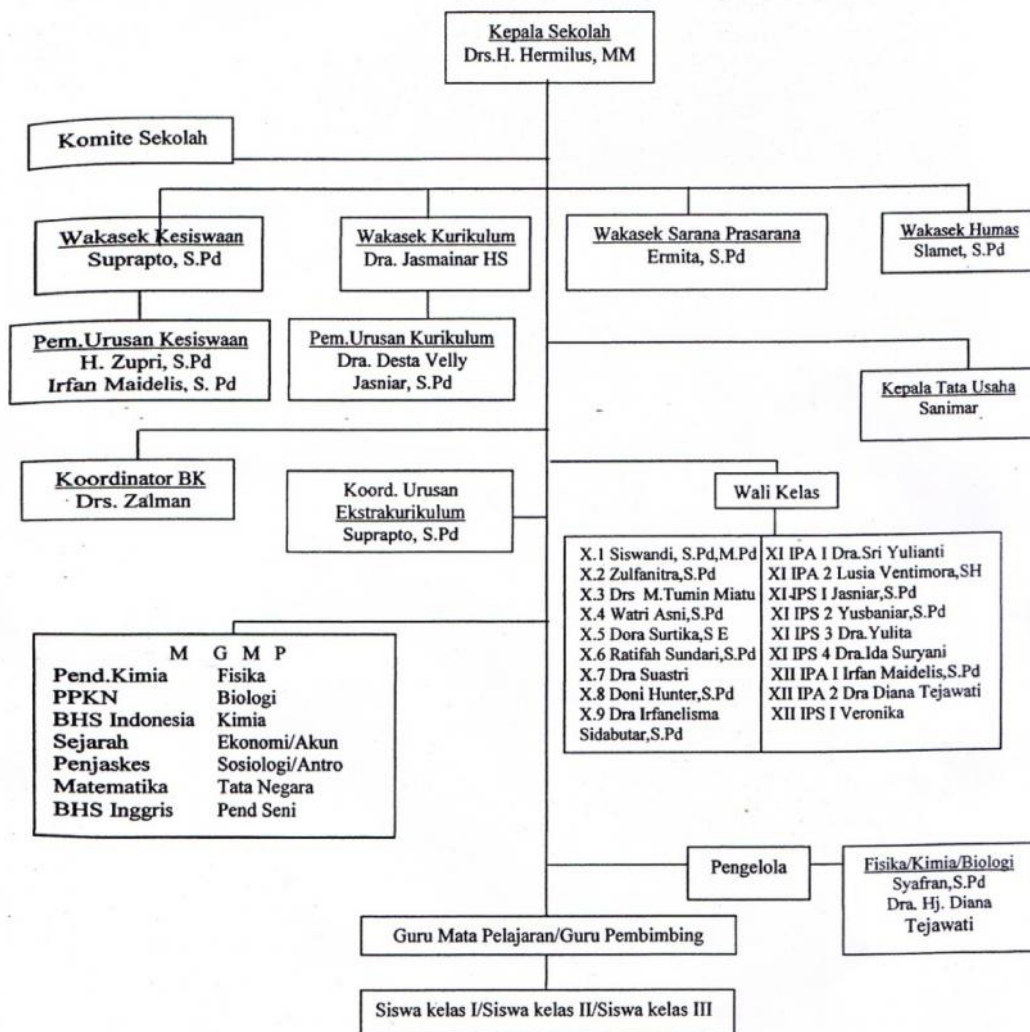 Kepala Sekolah
Drs.H. Hermilus, MM
Komite Sekolah
Wakasek Kesiswaan
Suprapto, S.Pd
Wakasek Kurikulum
Dra. Jasmainar HS
Wakasek Sarana Prasarana
Ermita, S.Pd
Wakasek Humas
Slamet, S.Pd
Pem.Urusan Kesiswaan
H. Zupri, S.Pd
Irfan Maidelis, S. Pd
Pem.Urusan Kurikulum
Dra. Desta Velly
Jasniar, S.Pd
Kepala Tata Usaha
Sanimar
Koordinator BK
Drs. Zalman
Koord. Urusan
Ekstrakurikulum
Suprapto, S.Pd
Wali Kelas
X.1 Siswandi, S.Pd,M.Pd
X.2 Zulfanitra,S.Pd
X.3 Drs M.Tumin Miatu
X.4 Watri Asni,S.Pd
X.5 Dora Surtika,S E
X.6 Ratifah Sundari,S.Pd
X.7 Dra Suastri
X.8 Doni Hunter,S.Pd
X.9 Dra Irfanelisma
Sidabutar,S.Pd
XI IPA I Dra.Sri Yulianti
XI IPA 2 Lusia Ventimora,SH
XI IPS I Jasniar,S.Pd
XI IPS 2 Yusbaniar,S.Pd
XI IPS 3 Dra.Yulita
XI IPS 4 Dra.Ida Suryani
XII IPA I Irfan Maidelis,S.Pd
XII IPA 2 Dra Diana Tejawati
XII IPS I Veronika
M G M P
Pend.Kimia Fisika
PPKN Biologi
BHS Indonesia Kimia
Sejarah Ekonomi/Akun
Penjaskes Sosiologi/Antro
Matematika Tata Negara
BHS Inggris Pend Seni
Pengelola
Fisika/Kimia/Biologi
Syafran,S.Pd
Dra. Hj. Diana
Tejawati
Guru Mata Pelajaran/Guru Pembimbing
Siswa kelas I/Siswa kelas II/Siswa kelas III